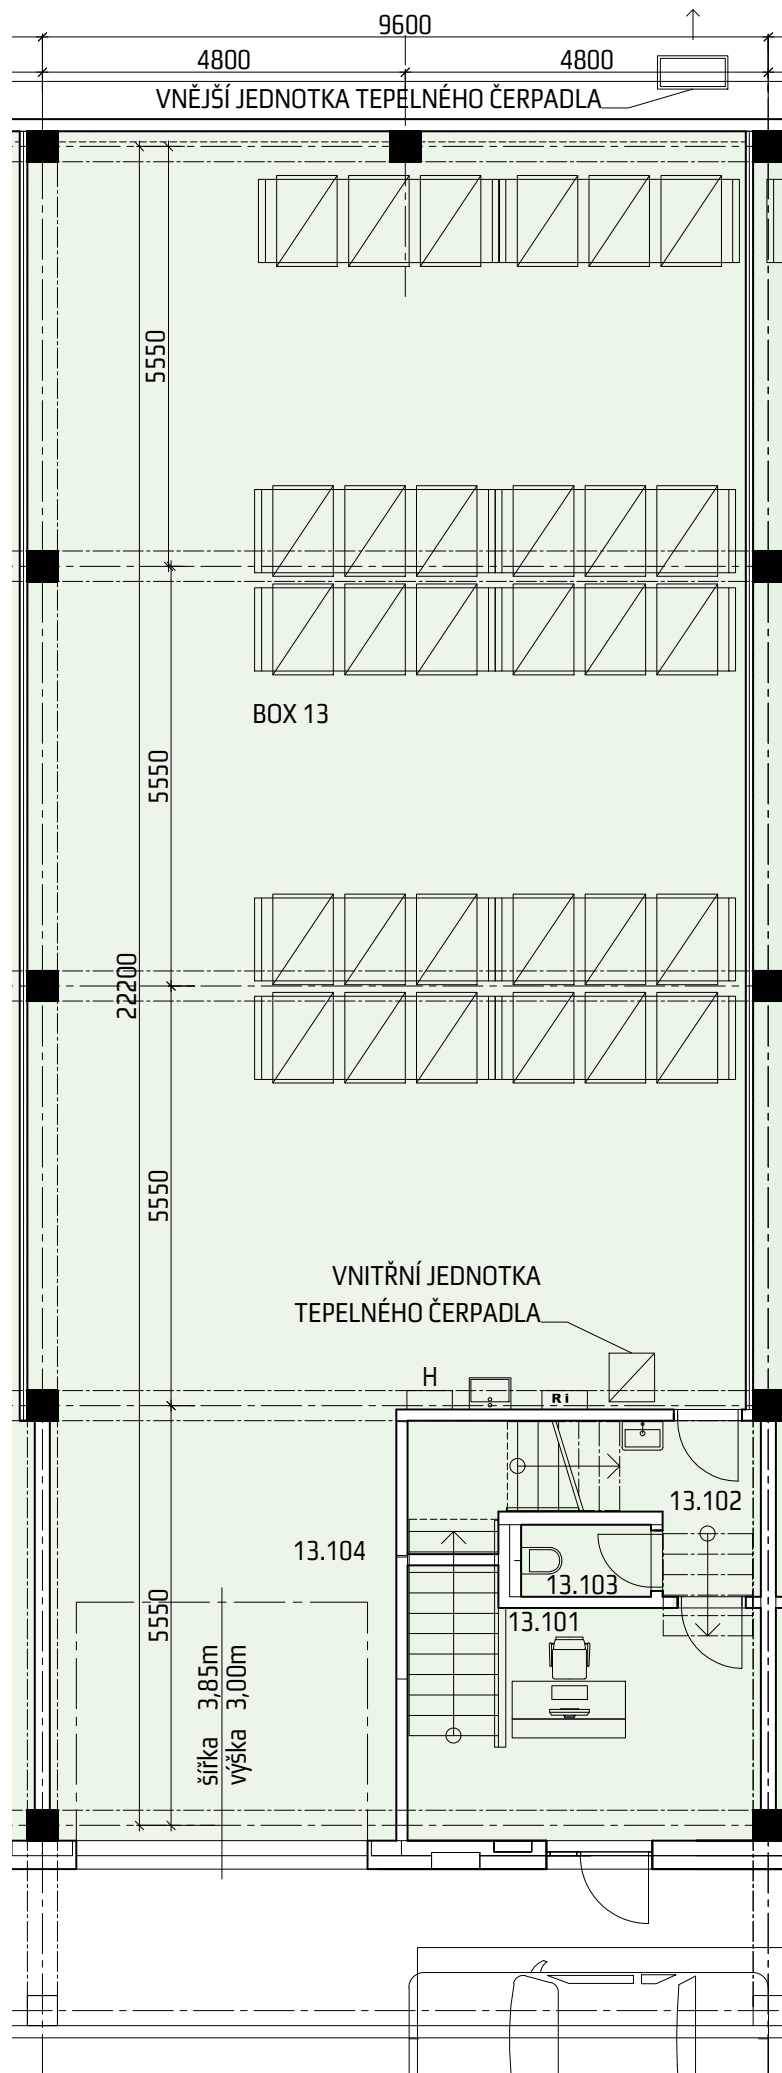 9600
4800
4800
VNĚJŠÍ JEDNOTKA TEPELNÉHO ČERPADLA
5550
BOX 13
5550
22200
5550
VNITŘNÍ JEDNOTKA
TEPELNÉHO ČERPADLA
H
Ri
13.102
13.104
13.103
5550
13.101
šířka 3,85m
výška 3,00m